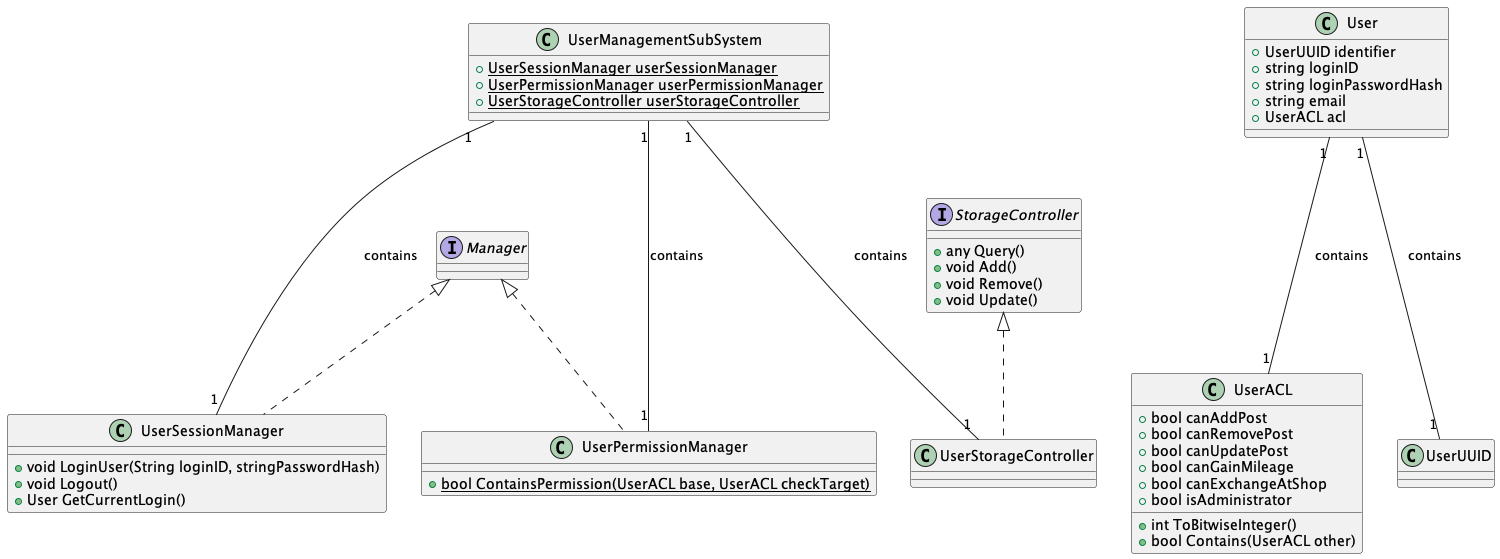 C UserManagementSubSystem
UserSessionManager userSessionManager
UserPermissionManager userPermissionManager
UserStorageController userStorageController
C User
UserUUID identifier
string loginID
string loginPasswordHash
string email
UserACL acl
1
1
1
1
1
I Manager
I StorageController
any Query()
void Add()
void Remove()
void Update()
contains
contains
contains
contains
contains
1
1
1
1
1
C UserSessionManager
void LoginUser(String loginID, stringPasswordHash)
void Logout()
User GetCurrentLogin()
C UserPermissionManager
bool ContainsPermission(UserACL base, UserACL checkTarget)
C UserStorageController
C UserACL
bool canAddPost
bool canRemovePost
bool canUpdatePost
bool canGainMileage
bool canExchangeAtShop
bool isAdministrator
int ToBitwiseInteger()
bool Contains(UserACL other)
C UserUUID